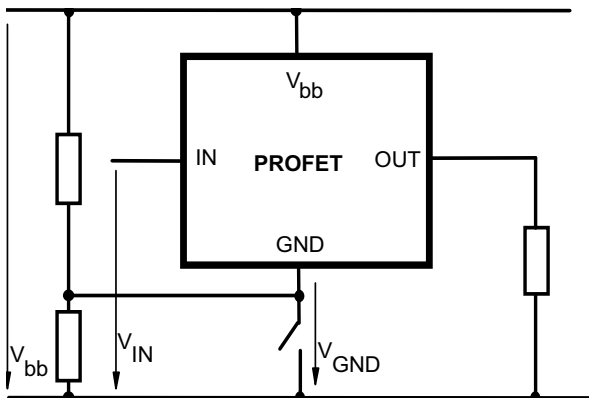 V_bb
IN PROFET OUT
GND
V_bb
V_IN
V_GND